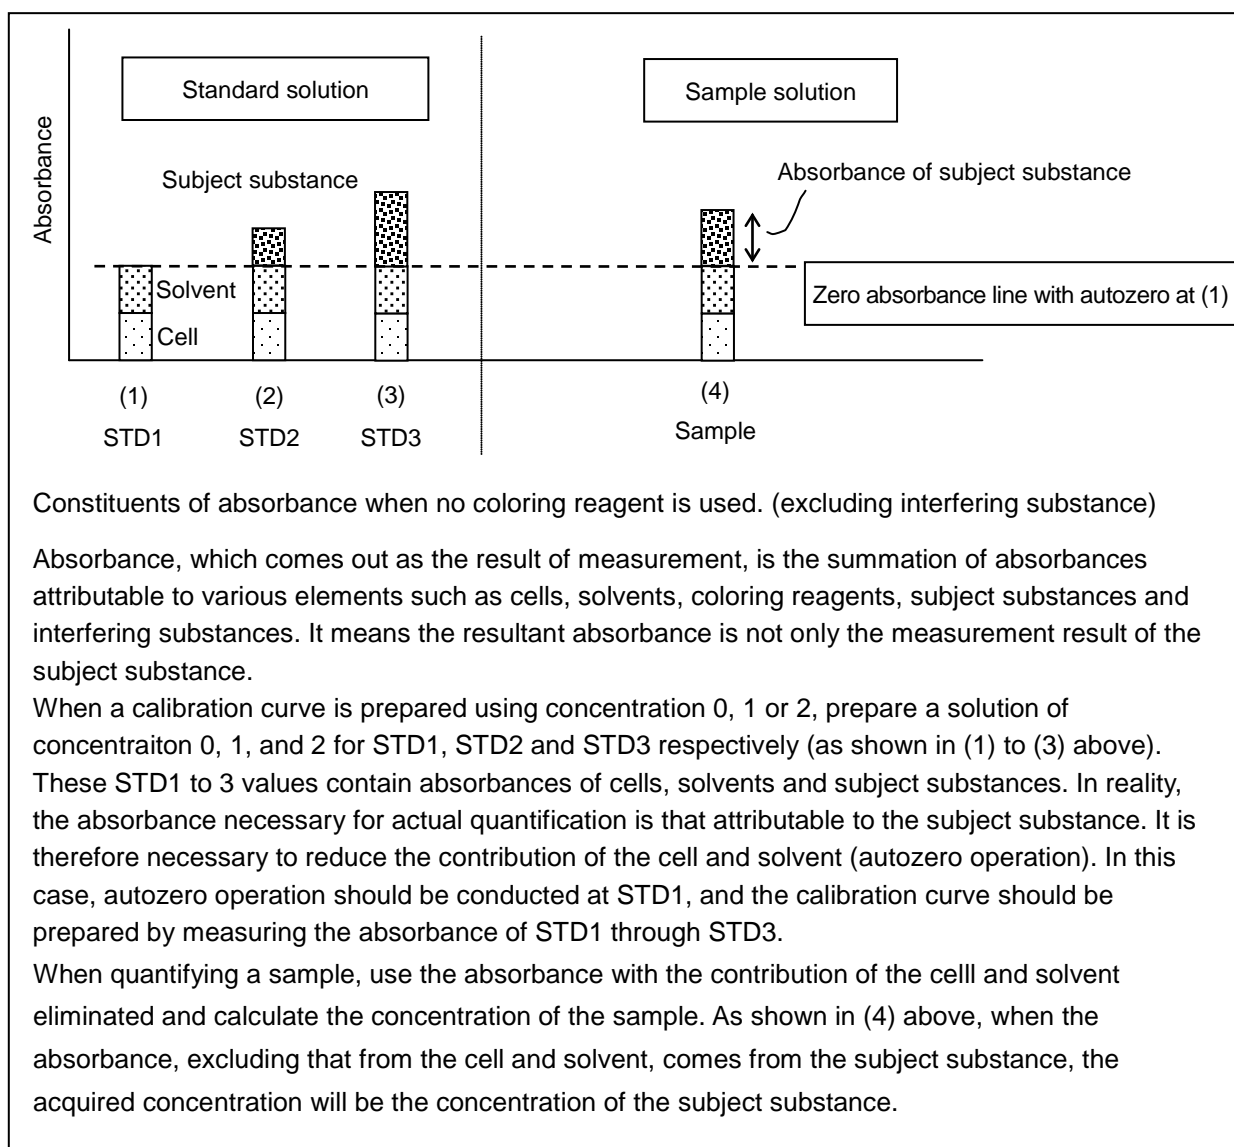 Standard solution
Sample solution
Absorbance
Subject substance
Absorbance of subject substance
Solvent
Zero absorbance line with autozero at (1)
Cell
(1)
(2)
(3)
(4)
STD1
STD2
STD3
Sample
Constituents of absorbance when no coloring reagent is used. (excluding interfering substance)
Absorbance, which comes out as the result of measurement, is the summation of absorbances
attributable to various elements such as cells, solvents, coloring reagents, subject substances and
interfering substances. It means the resultant absorbance is not only the measurement result of the
subject substance.
When a calibration curve is prepared using concentration 0, 1 or 2, prepare a solution of
concentraiton 0, 1, and 2 for STD1, STD2 and STD3 respectively (as shown in (1) to (3) above).
These STD1 to 3 values contain absorbances of cells, solvents and subject substances. In reality,
the absorbance necessary for actual quantification is that attributable to the subject substance. It is
therefore necessary to reduce the contribution of the cell and solvent (autozero operation). In this
case, autozero operation should be conducted at STD1, and the calibration curve should be
prepared by measuring the absorbance of STD1 through STD3.
When quantifying a sample, use the absorbance with the contribution of the celll and solvent
eliminated and calculate the concentration of the sample. As shown in (4) above, when the
absorbance, excluding that from the cell and solvent, comes from the subject substance, the
acquired concentration will be the concentration of the subject substance.